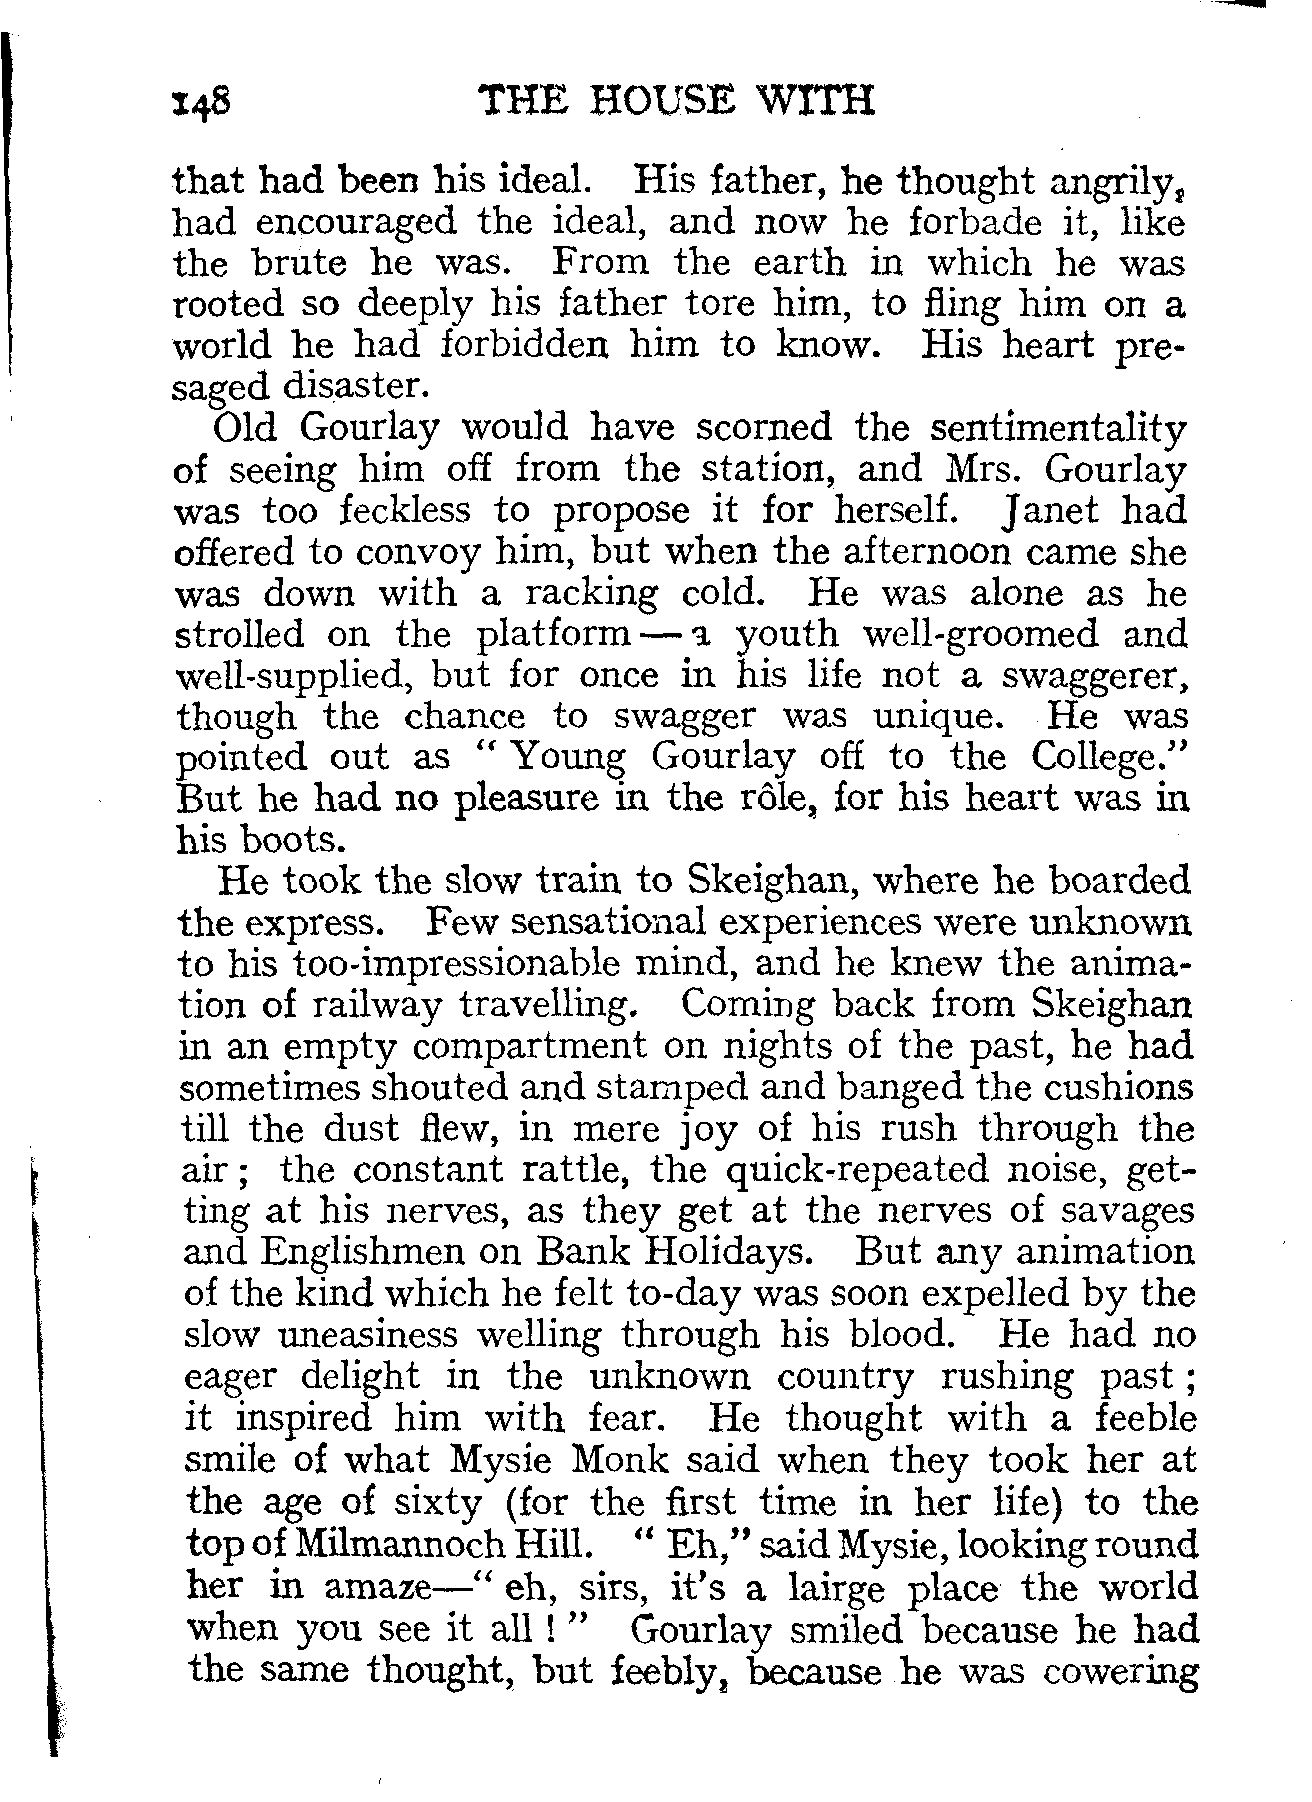 148 THE HOUSE WITH
that had been his ideal. His father, he thought angrily,
had encouraged the ideal, and now he forbade it, like
the brute he was. From the earth in which he was
rooted so deeply his father tore him, to fling him on a
world he had forbidden him to know. His heart pre-
saged disaster.
Old Gourlay would have scorned the sentimentality
of seeing him off from the station, and Mrs. Gourlay
was too feckless to propose it for herself. Janet had
offered to convoy him, but when the afternoon came she
was down with a racking cold. He was alone as he
strolled on the platform—a youth well-groomed and
well-supplied, but for once in his life not a swaggerer,
though the chance to swagger was unique. He was
pointed out as “ Young Gourlay off to the College.”
But he had no pleasure in the rôle, for his heart was in
his boots.
He took the slow train to Skeighan, where he boarded
the express. Few sensational experiences were unknown
to his too-impressionable mind, and he knew the anima-
tion of railway travelling. Coming back from Skeighan
in an empty compartment on nights of the past, he had
sometimes shouted and stamped and banged the cushions
till the dust flew, in mere joy of his rush through the
air ; the constant rattle, the quick-repeated noise, get-
ting at his nerves, as they get at the nerves of savages
and Englishmen on Bank Holidays. But any animation
of the kind which he felt to-day was soon expelled by the
slow uneasiness welling through his blood. He had no
eager delight in the unknown country rushing past ;
it inspired him with fear. He thought with a feeble
smile of what Mysie Monk said when they took her at
the age of sixty (for the first time in her life) to the
top of Milmannoch Hill. “ Eh,” said Mysie, looking round
her in amaze—“ eh, sirs, it’s a lairge place the world
when you see it all ! ” Gourlay smiled because he had
the same thought, but feebly, because he was cowering